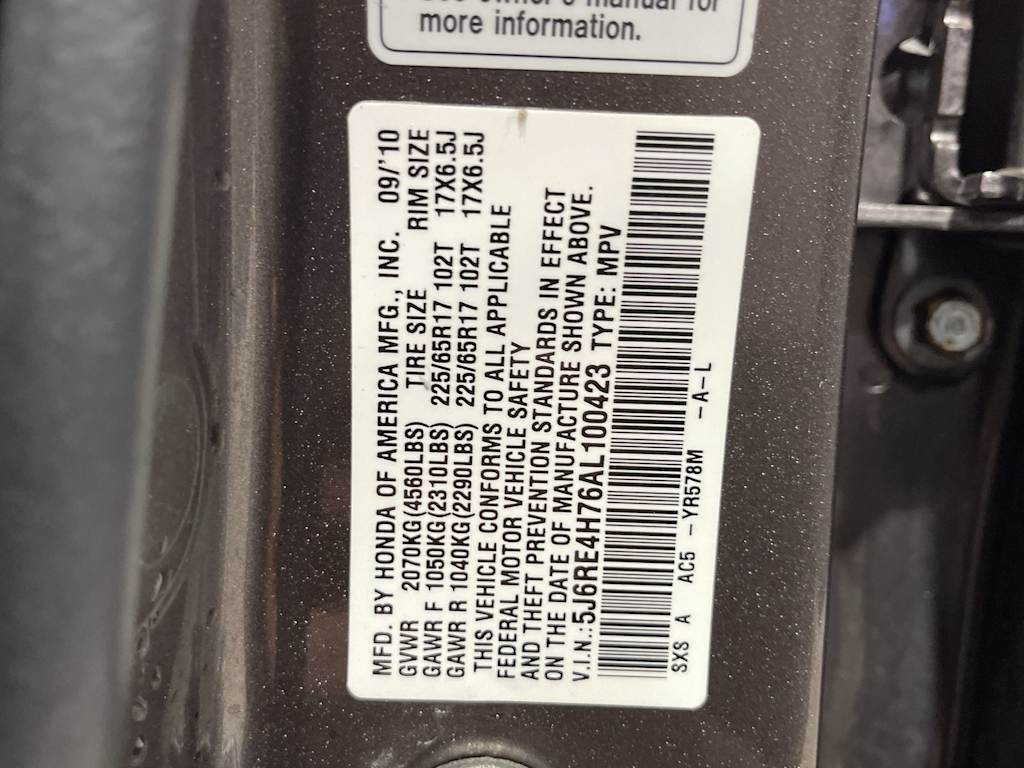 more information.
MFD. BY HONDA OF AMERICA MFG., INC. 09/'10
GVWR 2070KG(4560LBS) TIRE SIZE RIM SIZE
GAWR F 1050KG(2310LBS) 225/65R17 102T 17X6.5J
GAWR R 1040KG(2290LBS) 225/65R17 102T 17X6.5J
THIS VEHICLE CONFORMS TO ALL APPLICABLE
FEDERAL MOTOR VEHICLE SAFETY
AND THEFT PREVENTION STANDARDS IN EFFECT
ON THE DATE OF MANUFACTURE SHOWN ABOVE.
V.I.N.:5J6RE4H76AL100423 TYPE: MPV
SXS A AC5 -YR578M -A-L